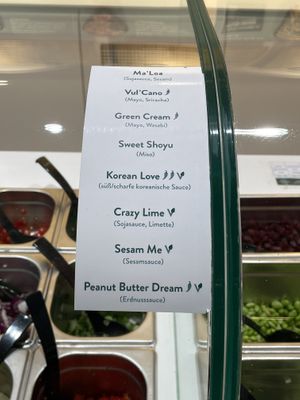 Ma'Loa
(Sojasauce, Sesam)
Vul'Cano
(Mayo, Sriracha)
Green Cream
(Mayo, Wasabi)
Sweet Shoyu
(Miso)
Korean Love
(süß/scharfe koreanische Sauce)
Crazy Lime
(Sojasauce, Limette)
Sesam Me
(Sesamsauce)
Peanut Butter Dream
(Erdnusssauce)